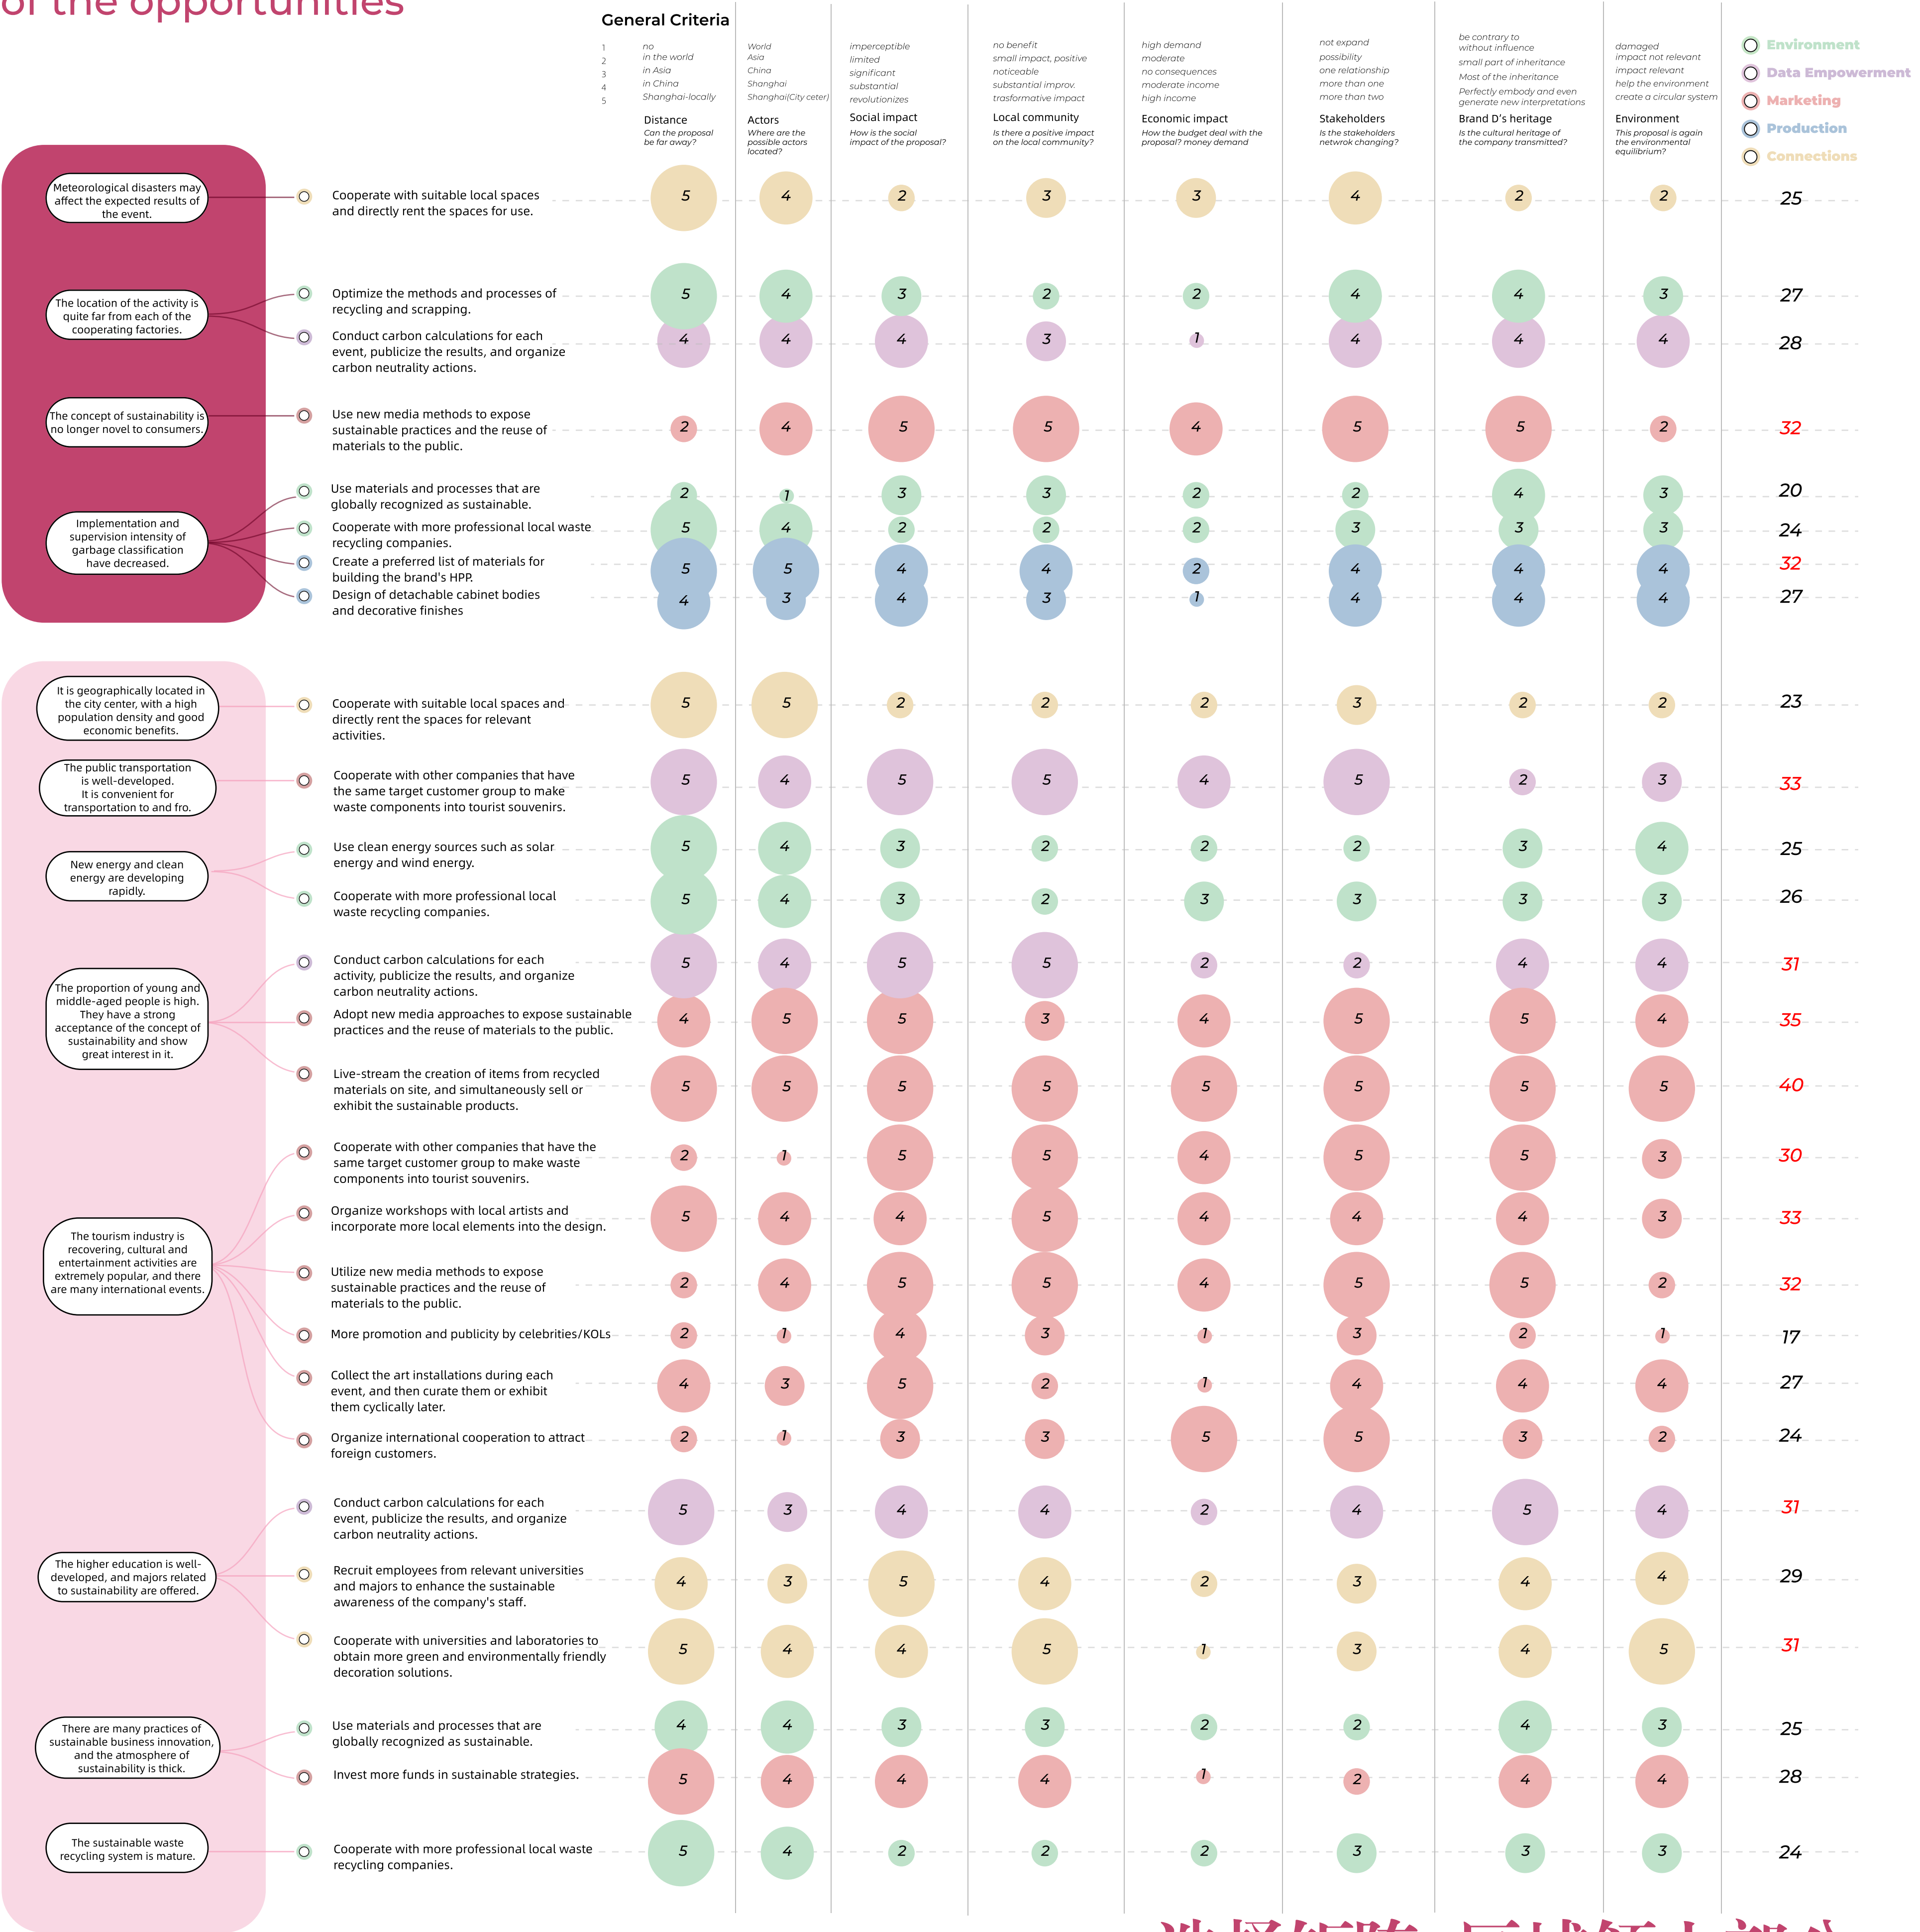 of the opportunities
General Criteria
1
2
3
4
5
no
in the world
in Asia
in China
Shanghai-locally
Distance
Can the proposal
be far away?
World
Asia
China
Shanghai
Shanghai(City ceter)
Actors
Where are the
possible actors
located?
imperceptible
limited
significant
substantial
revolutionizes
Social impact
How is the social
impact of the proposal?
no benefit
small impact, positive
noticeable
substantial improv.
trasformative impact
Local community
Is there a positive impact
on the local community?
high demand
moderate
no consequences
moderate income
high income
Economic impact
How the budget deal with the
proposal? money demand
not expand
possibility
one relationship
more than one
more than two
Stakeholders
Is the stakeholders
netwrok changing?
be contrary to
without influence
small part of inheritance
Most of the inheritance
Perfectly embody and even
generate new interpretations
Brand D's heritage
Is the cultural heritage of
the company transmitted?
damaged
impact not relevant
impact relevant
help the environment
create a circular system
Environment
This proposal is again
the environmental
equilibrium?
Environment
Data Empowerment
Marketing
Production
Connections
Meteorological disasters may
affect the expected results of
the event.
Cooperate with suitable local spaces
and directly rent the spaces for use.
5 4 2 3 3 4 2 2 25
The location of the activity is
quite far from each of the
cooperating factories.
Optimize the methods and processes of
recycling and scrapping.
5 4 3 2 2 4 4 3 27
Conduct carbon calculations for each
event, publicize the results, and organize
carbon neutrality actions.
4 4 4 3 1 4 4 4 28
The concept of sustainability is
no longer novel to consumers.
Use new media methods to expose
sustainable practices and the reuse of
materials to the public.
2 4 5 5 4 5 5 2 32
Implementation and
supervision intensity of
garbage classification
have decreased.
Use materials and processes that are
globally recognized as sustainable.
2 1 3 3 2 2 4 3 20
Cooperate with more professional local waste
recycling companies.
5 4 2 2 2 3 3 3 24
Create a preferred list of materials for
building the brand's HPP.
5 5 4 4 2 4 4 4 32
Design of detachable cabinet bodies
and decorative finishes
4 3 4 3 1 4 4 4 27
It is geographically located in
the city center, with a high
population density and good
economic benefits.
Cooperate with suitable local spaces and
directly rent the spaces for relevant
activities.
5 5 2 2 2 3 2 2 23
The public transportation
is well-developed.
It is convenient for
transportation to and fro.
Cooperate with other companies that have
the same target customer group to make
waste components into tourist souvenirs.
5 4 5 5 4 5 2 3 33
New energy and clean
energy are developing
rapidly.
Use clean energy sources such as solar
energy and wind energy.
5 4 3 2 2 2 3 4 25
Cooperate with more professional local
waste recycling companies.
5 4 3 2 3 3 3 3 26
The proportion of young and
middle-aged people is high.
They have a strong
acceptance of the concept of
sustainability and show
great interest in it.
Conduct carbon calculations for each
activity, publicize the results, and organize
carbon neutrality actions.
5 4 5 5 2 2 4 4 31
Adopt new media approaches to expose sustainable
practices and the reuse of materials to the public.
4 5 5 3 4 5 5 4 35
Live-stream the creation of items from recycled
materials on site, and simultaneously sell or
exhibit the sustainable products.
5 5 5 5 5 5 5 5 40
The tourism industry is
recovering, cultural and
entertainment activities are
extremely popular, and there
are many international events.
Cooperate with other companies that have the
same target customer group to make waste
components into tourist souvenirs.
2 1 5 5 4 5 5 3 30
Organize workshops with local artists and
incorporate more local elements into the design.
5 4 4 5 4 4 4 3 33
Utilize new media methods to expose
sustainable practices and the reuse of
materials to the public.
2 4 5 5 4 5 5 2 32
More promotion and publicity by celebrities/KOLs
2 1 4 3 1 3 2 1 17
Collect the art installations during each
event, and then curate them or exhibit
them cyclically later.
4 3 5 2 1 4 4 4 27
Organize international cooperation to attract
foreign customers.
2 1 3 3 5 5 3 2 24
The higher education is well-
developed, and majors related
to sustainability are offered.
Conduct carbon calculations for each
event, publicize the results, and organize
carbon neutrality actions.
5 3 4 4 2 4 5 4 31
Recruit employees from relevant universities
and majors to enhance the sustainable
awareness of the company's staff.
4 3 5 4 2 3 4 4 29
Cooperate with universities and laboratories to
obtain more green and environmentally friendly
decoration solutions.
5 4 4 5 1 3 4 5 31
There are many practices of
sustainable business innovation,
and the atmosphere of
sustainability is thick.
Use materials and processes that are
globally recognized as sustainable.
4 4 3 3 2 2 4 3 25
Invest more funds in sustainable strategies.
5 4 4 4 1 2 4 4 28
The sustainable waste
recycling system is mature.
Cooperate with more professional local waste
recycling companies.
5 4 2 2 2 3 3 3 24